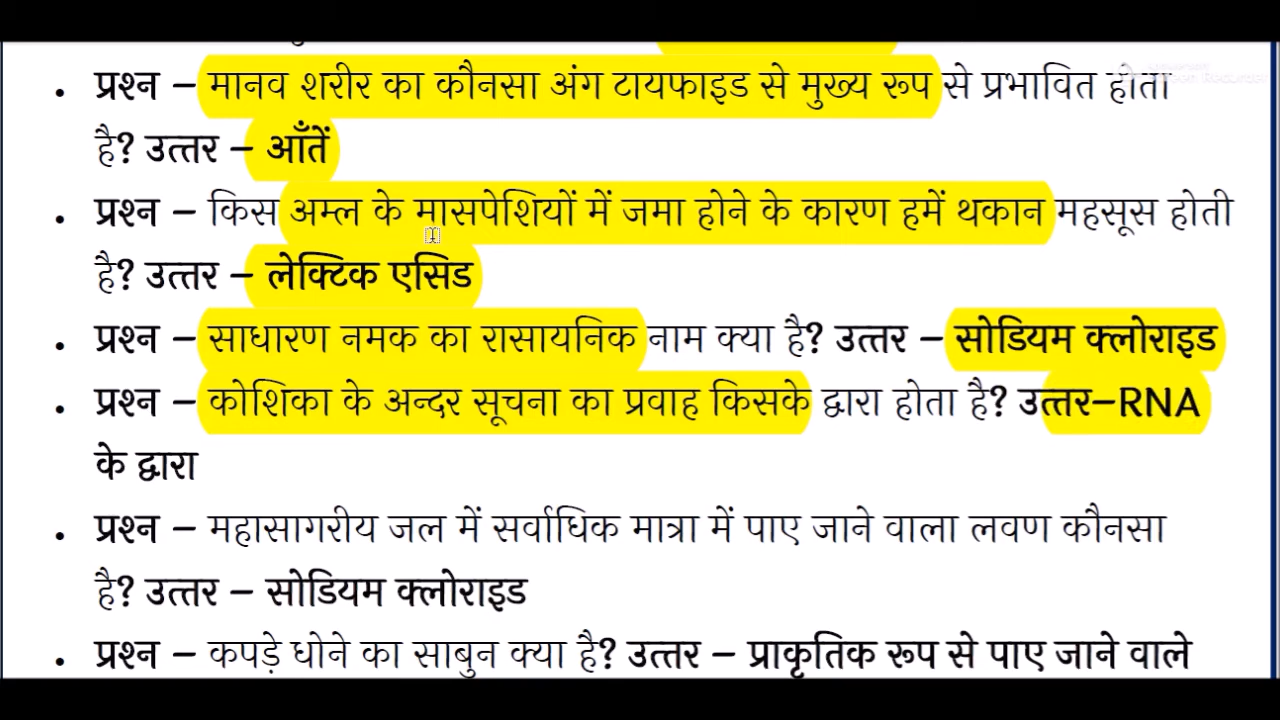 प्रश्न – मानव शरीर का कौनसा अंग टायफाइड से मुख्य रूप से प्रभावित होता
है? उत्तर – आँतें
प्रश्न – किस अम्ल के मासपेशियों में जमा होने के कारण हमें थकान महसूस होती
है? उत्तर – लेक्टिक एसिड
प्रश्न – साधारण नमक का रासायनिक नाम क्या है? उत्तर – सोडियम क्लोराइड
प्रश्न – कोशिका के अन्दर सूचना का प्रवाह किसके द्वारा होता है? उत्तर–RNA
के द्वारा
प्रश्न – महासागरीय जल में सर्वाधिक मात्रा में पाए जाने वाला लवण कौनसा
है? उत्तर – सोडियम क्लोराइड
प्रश्न – कपड़े धोने का साबुन क्या है? उत्तर – प्राकृतिक रूप से पाए जाने वाले